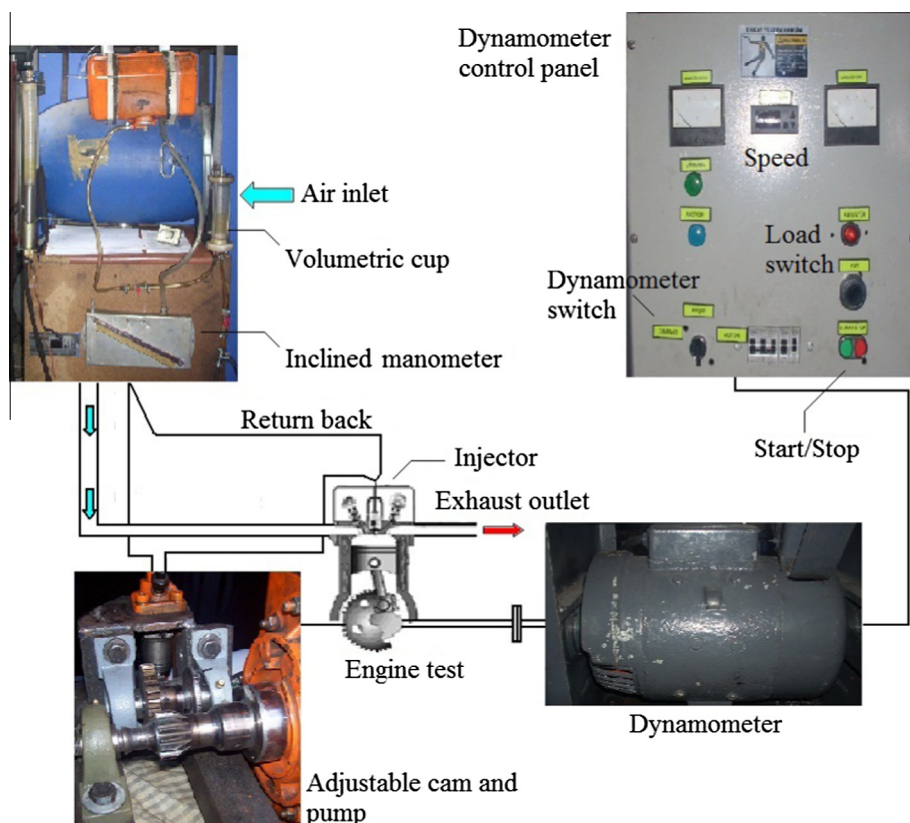 Dynamometer
control panel
Speed
Air inlet
Load
switch
Volumetric cup
Dynamometer
switch
Inclined manometer
Return back
Start/Stop
Injector
Exhaust outlet
Engine test
Dynamometer
Adjustable cam and
pump